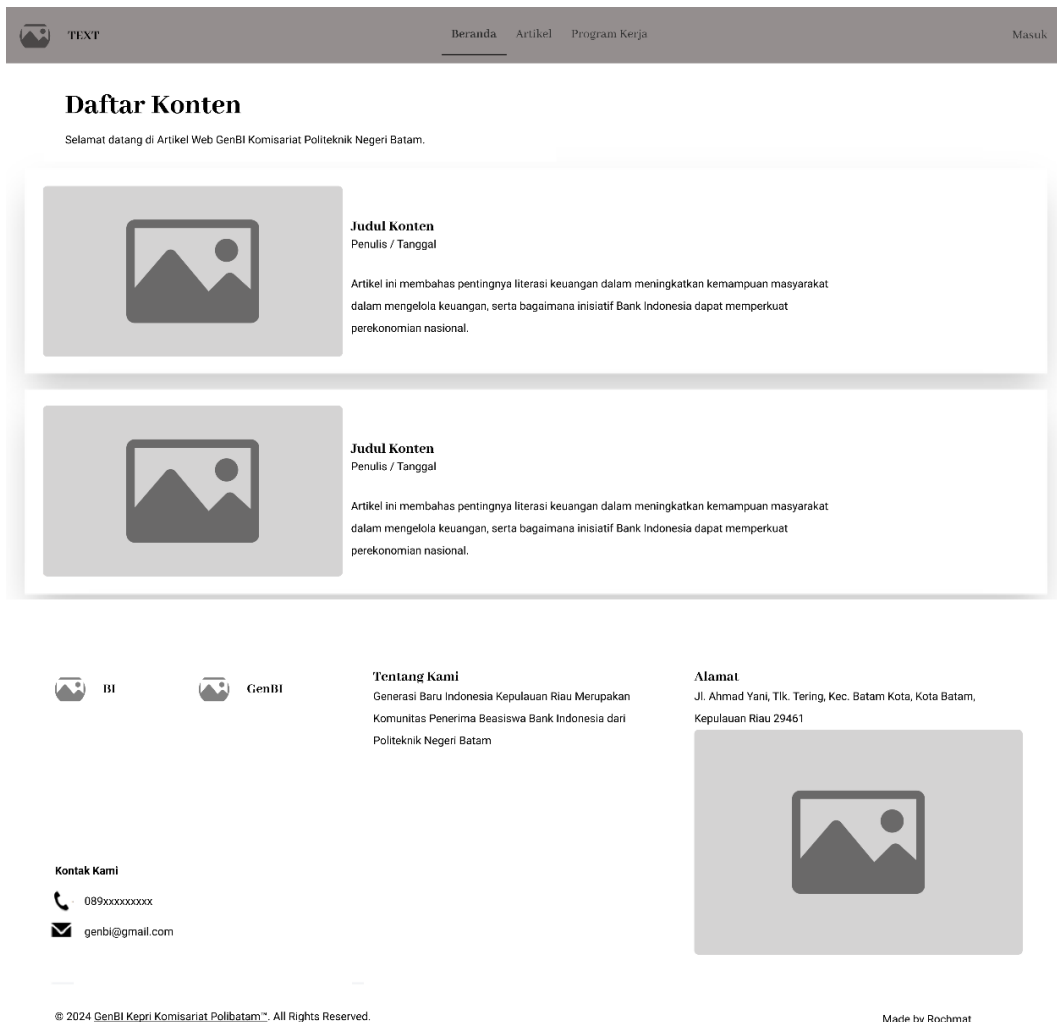 TEXT
Beranda Artikel Program Kerja
Masuk
Daftar Konten
Selamat datang di Artikel Web GenBI Komisariat Politeknik Negeri Batam.
Judul Konten
Penulis / Tanggal
Artikel ini membahas pentingnya literasi keuangan dalam meningkatkan kemampuan masyarakat
dalam mengelola keuangan, serta bagaimana inisiatif Bank Indonesia dapat memperkuat
perekonomian nasional.
Judul Konten
Penulis / Tanggal
Artikel ini membahas pentingnya literasi keuangan dalam meningkatkan kemampuan masyarakat
dalam mengelola keuangan, serta bagaimana inisiatif Bank Indonesia dapat memperkuat
perekonomian nasional.
BI
GenBI
Tentang Kami
Generasi Baru Indonesia Kepulauan Riau Merupakan
Komunitas Penerima Beasiswa Bank Indonesia dari
Politeknik Negeri Batam
Alamat
Jl. Ahmad Yani, Tlk. Tering, Kec. Batam Kota, Kota Batam,
Kepulauan Riau 29461
Kontak Kami
089xxxxxxxxx
genbi@gmail.com
© 2024 GenBI Kepri Komisariat Polibatam™. All Rights Reserved.
Made by Rochmat